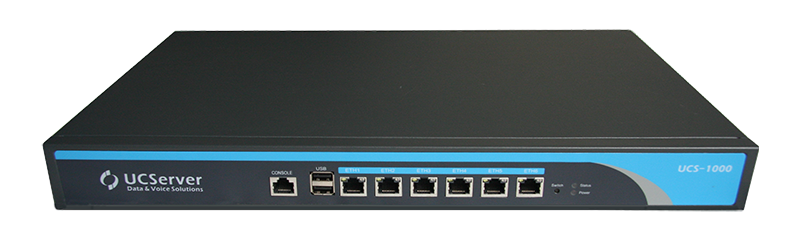 UCServer
Data & Voice Solutions
CONSOLE
USB
ETH1 ETH2 ETH3 ETH4 ETH5 ETH6
UCS-1000
Switch
Status
Power